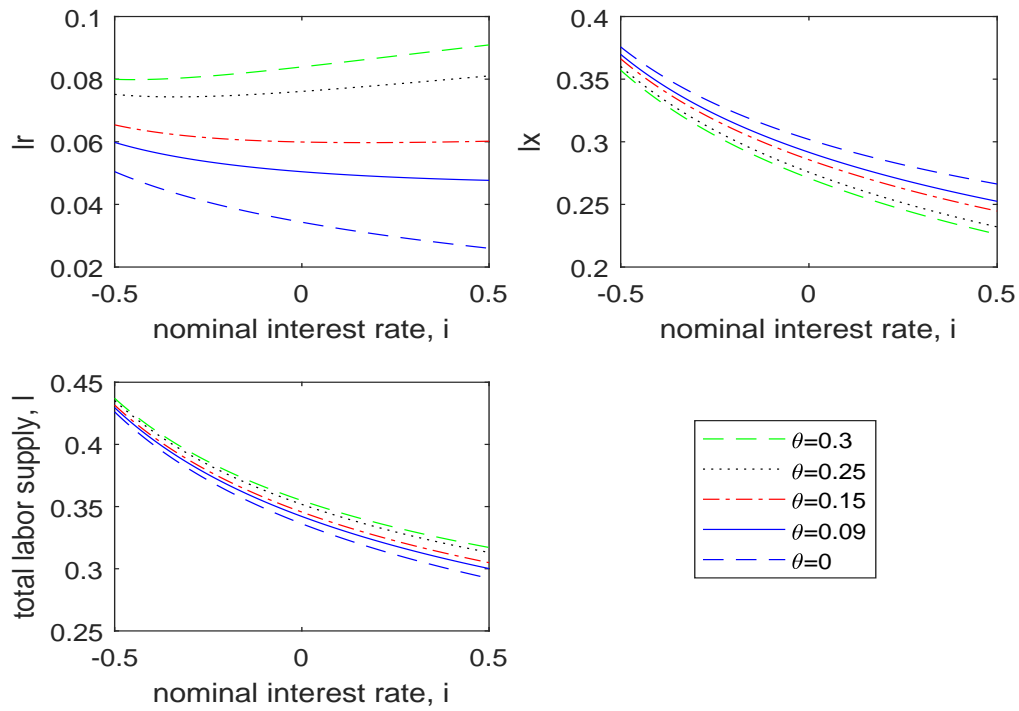 0.1
0.08
0.06
0.04
0.02
lr
-0.5
0
0.5
nominal interest rate, i
0.4
0.35
0.3
0.25
0.2
lx
-0.5
0
0.5
nominal interest rate, i
0.45
0.4
0.35
0.3
0.25
total labor supply, l
-0.5
0
0.5
nominal interest rate, i
θ=0.3
θ=0.25
θ=0.15
θ=0.09
θ=0